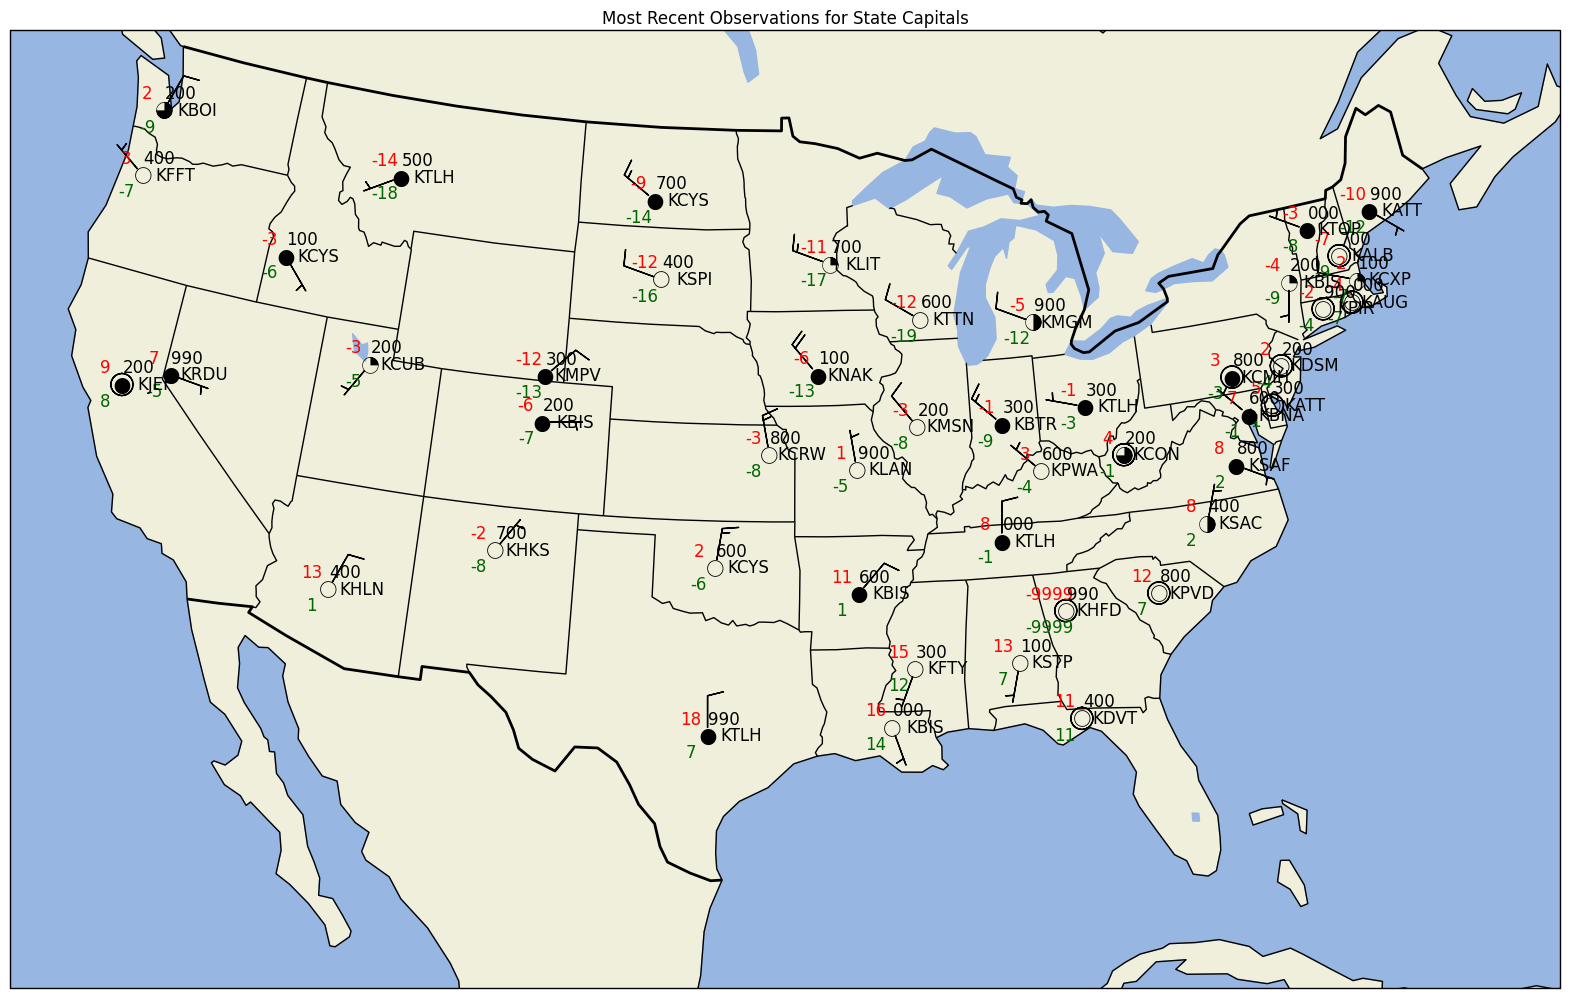 Most Recent Observations for State Capitals
2 200
KBOI
-9
3 400
KFFT
-7
-14 500
KTLH
-18
-9 700
KCYS
-14
-10 900
KATT
-12
-3 000
KTOP
-8
-3 100
KCYS
-6
-12 400
KSPI
-16
-11 700
KLIT
-17
-7 700
KALB
-9
-4 200
KBIS
-9
2 100
KCXP
000
KAUG
-7
-2 900
KPIR
-4
-12 600
KTTN
-19
-5 900
KMGM
-12
9 200
8
7 990
KRDU
-5
-3 200
KCUB
-5
-12 300
KMPV
-13
-6 200
KBIS
-7
-6 100
KNAK
-13
-3 200
KMSN
-8
-1 300
KBTR
-9
-1 300
KTLH
-3
3 800
KCMH
-3
2 200
KDSM
5 300
KATT
7 600
KBNA
-1
-3 800
KCRW
-8
1 900
KLAN
-5
3 600
KPWA
-4
4 200
KCON
-1
8 800
KSAF
2
8 400
KSAC
2
-2 700
KHKS
-8
13 400
KHLN
1
2 600
KCYS
-6
8 000
KTLH
-1
11 600
KBIS
1
-9999 990
KHFD
-9999
12 800
KPVD
7
15 300
KFTY
12
13 100
KSTP
7
18 990
KTLH
7
16 000
KBIS
14
11 400
KDVT
11